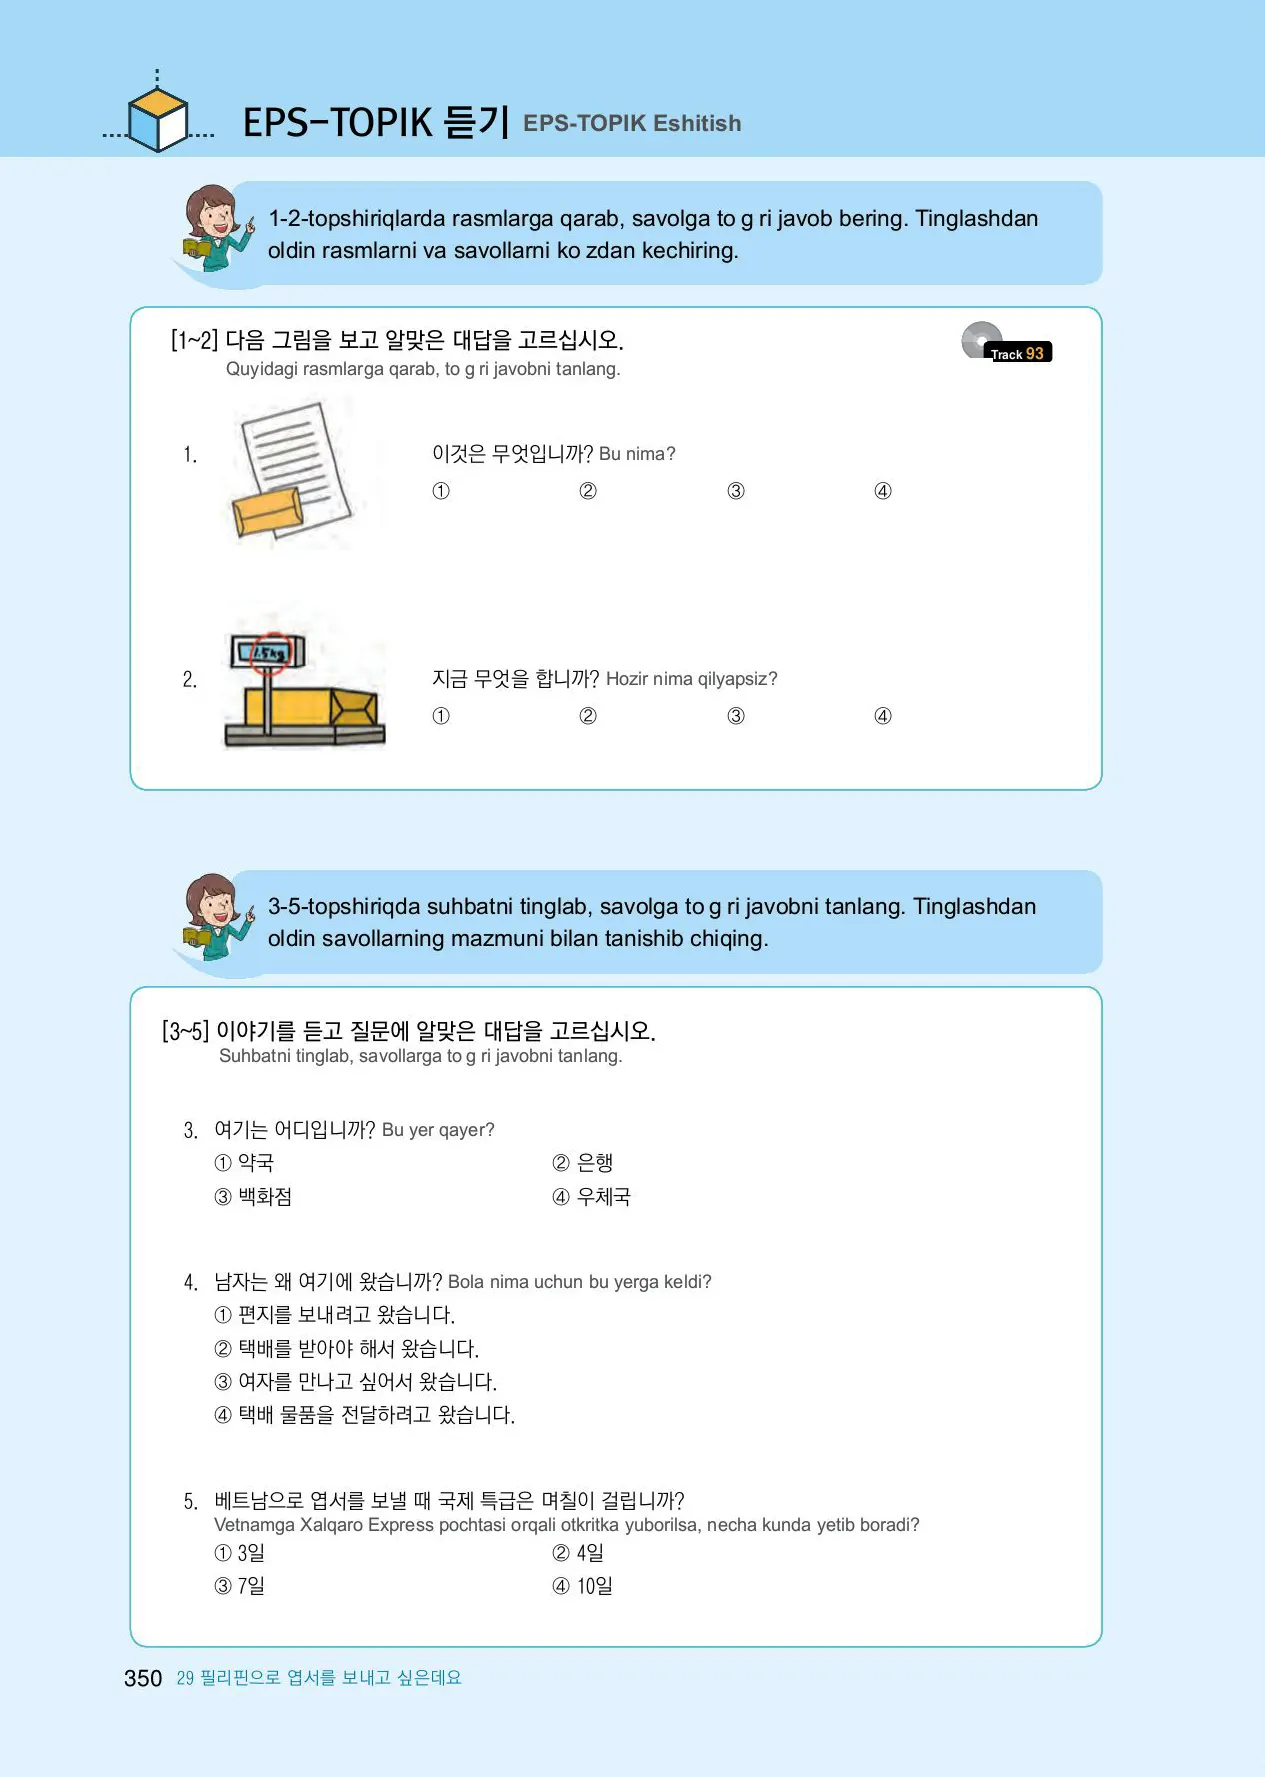 EPS-TOPIK 듣기 EPS-TOPIK Eshitish
1-2-topshiriqlarda rasmlarga qarab, savolga to g ri javob bering. Tinglashdan
oldin rasmlarni va savollarni ko zdan kechiring.
[1~2] 다음 그림을 보고 알맞은 대답을 고르십시오.
Track 93
Quyidagi rasmlarga qarab, to g ri javobni tanlang.
1. 이것은 무엇입니까? Bu nima?
① ② ③ ④
1.5kg
2. 지금 무엇을 합니까? Hozir nima qilyapsiz?
① ② ③ ④
3-5-topshiriqda suhbatni tinglab, savolga to g ri javobni tanlang. Tinglashdan
oldin savollarning mazmuni bilan tanishib chiqing.
[3~5] 이야기를 듣고 질문에 알맞은 대답을 고르십시오.
Suhbatni tinglab, savollarga to g ri javobni tanlang.
3. 여기는 어디입니까? Bu yer qayer?
① 약국 ② 은행
③ 백화점 ④ 우체국
4. 남자는 왜 여기에 왔습니까? Bola nima uchun bu yerga keldi?
① 편지를 보내려고 왔습니다.
② 택배를 받아야 해서 왔습니다.
③ 여자를 만나고 싶어서 왔습니다.
④ 택배 물품을 전달하려고 왔습니다.
5. 베트남으로 엽서를 보낼 때 국제 특급은 며칠이 걸립니까?
Vetnamga Xalqaro Express pochtasi orqali otkritka yuborilsa, necha kunda yetib boradi?
① 3일 ② 4일
③ 7일 ④ 10일
350 29 필리핀으로 엽서를 보내고 싶은데요